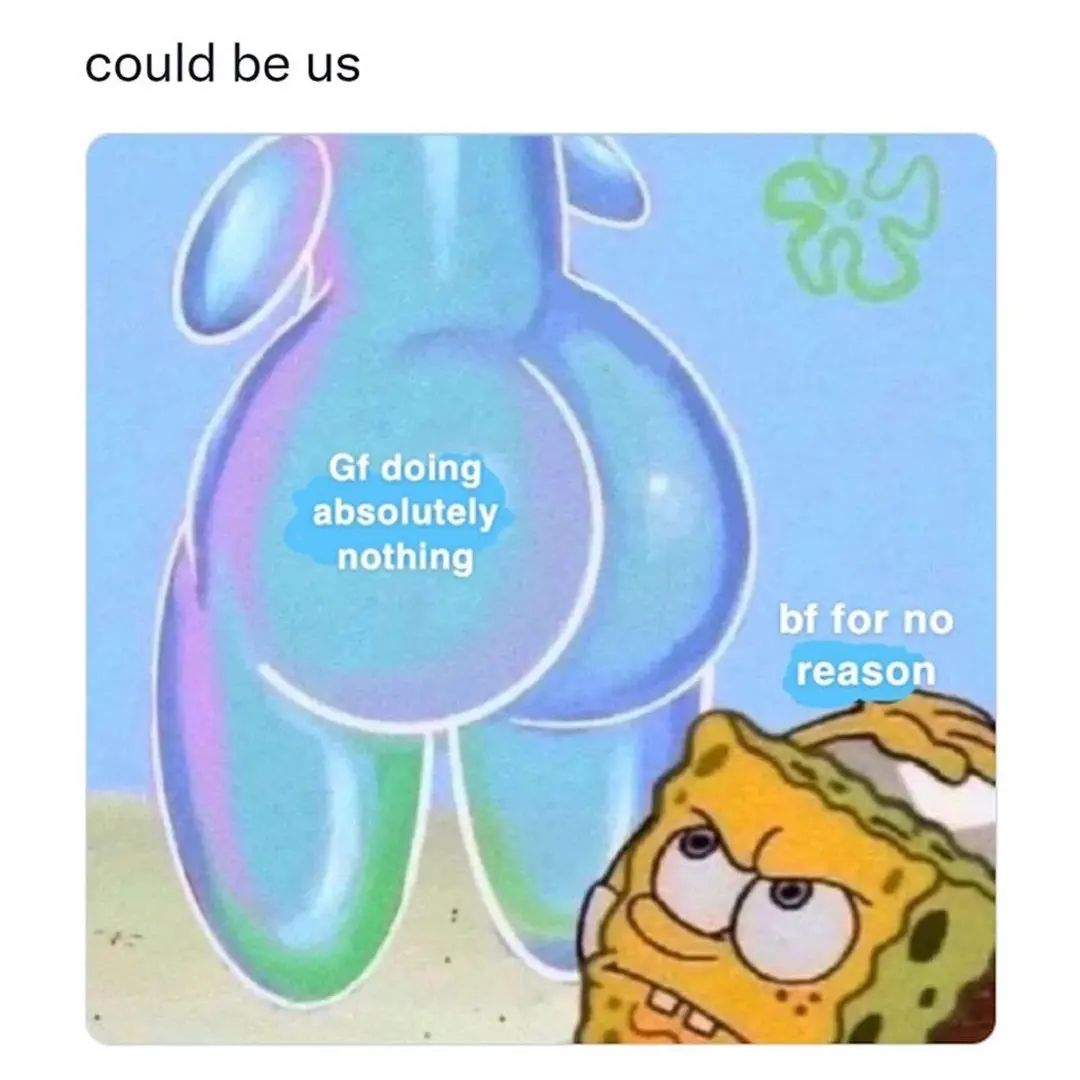 could be us
Gf doing
absolutely
nothing
bf for no
reason